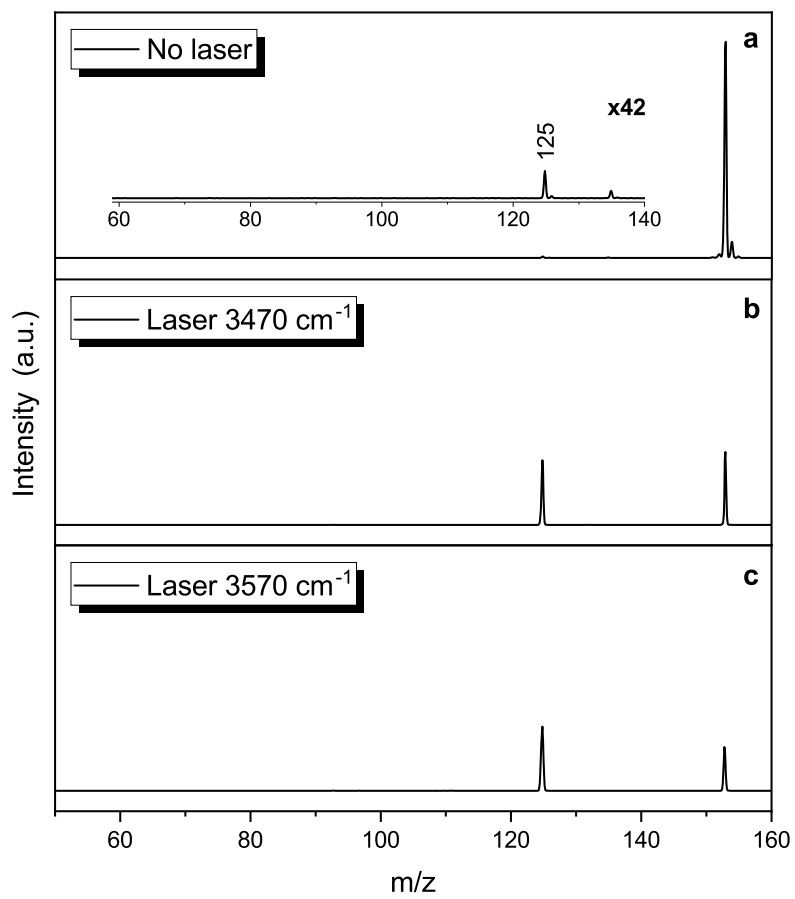 No laser
a
x42
125
60 80 100 120 140
Laser 3470 cm⁻¹
b
Intensity (a.u.)
Laser 3570 cm⁻¹
c
60 80 100 120 140 160
m/z